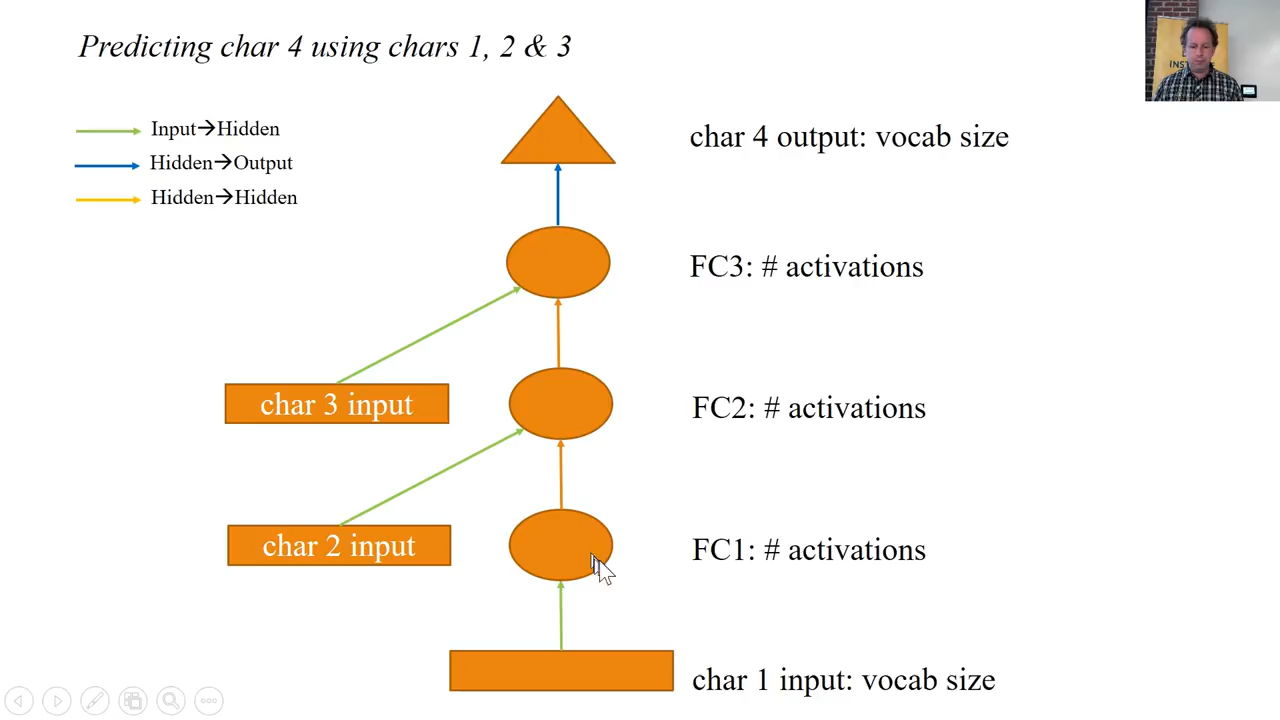 Predicting char 4 using chars 1, 2 & 3
Input→Hidden
Hidden→Output
Hidden→Hidden
char 4 output: vocab size
FC3: # activations
char 3 input
FC2: # activations
char 2 input
FC1: # activations
char 1 input: vocab size